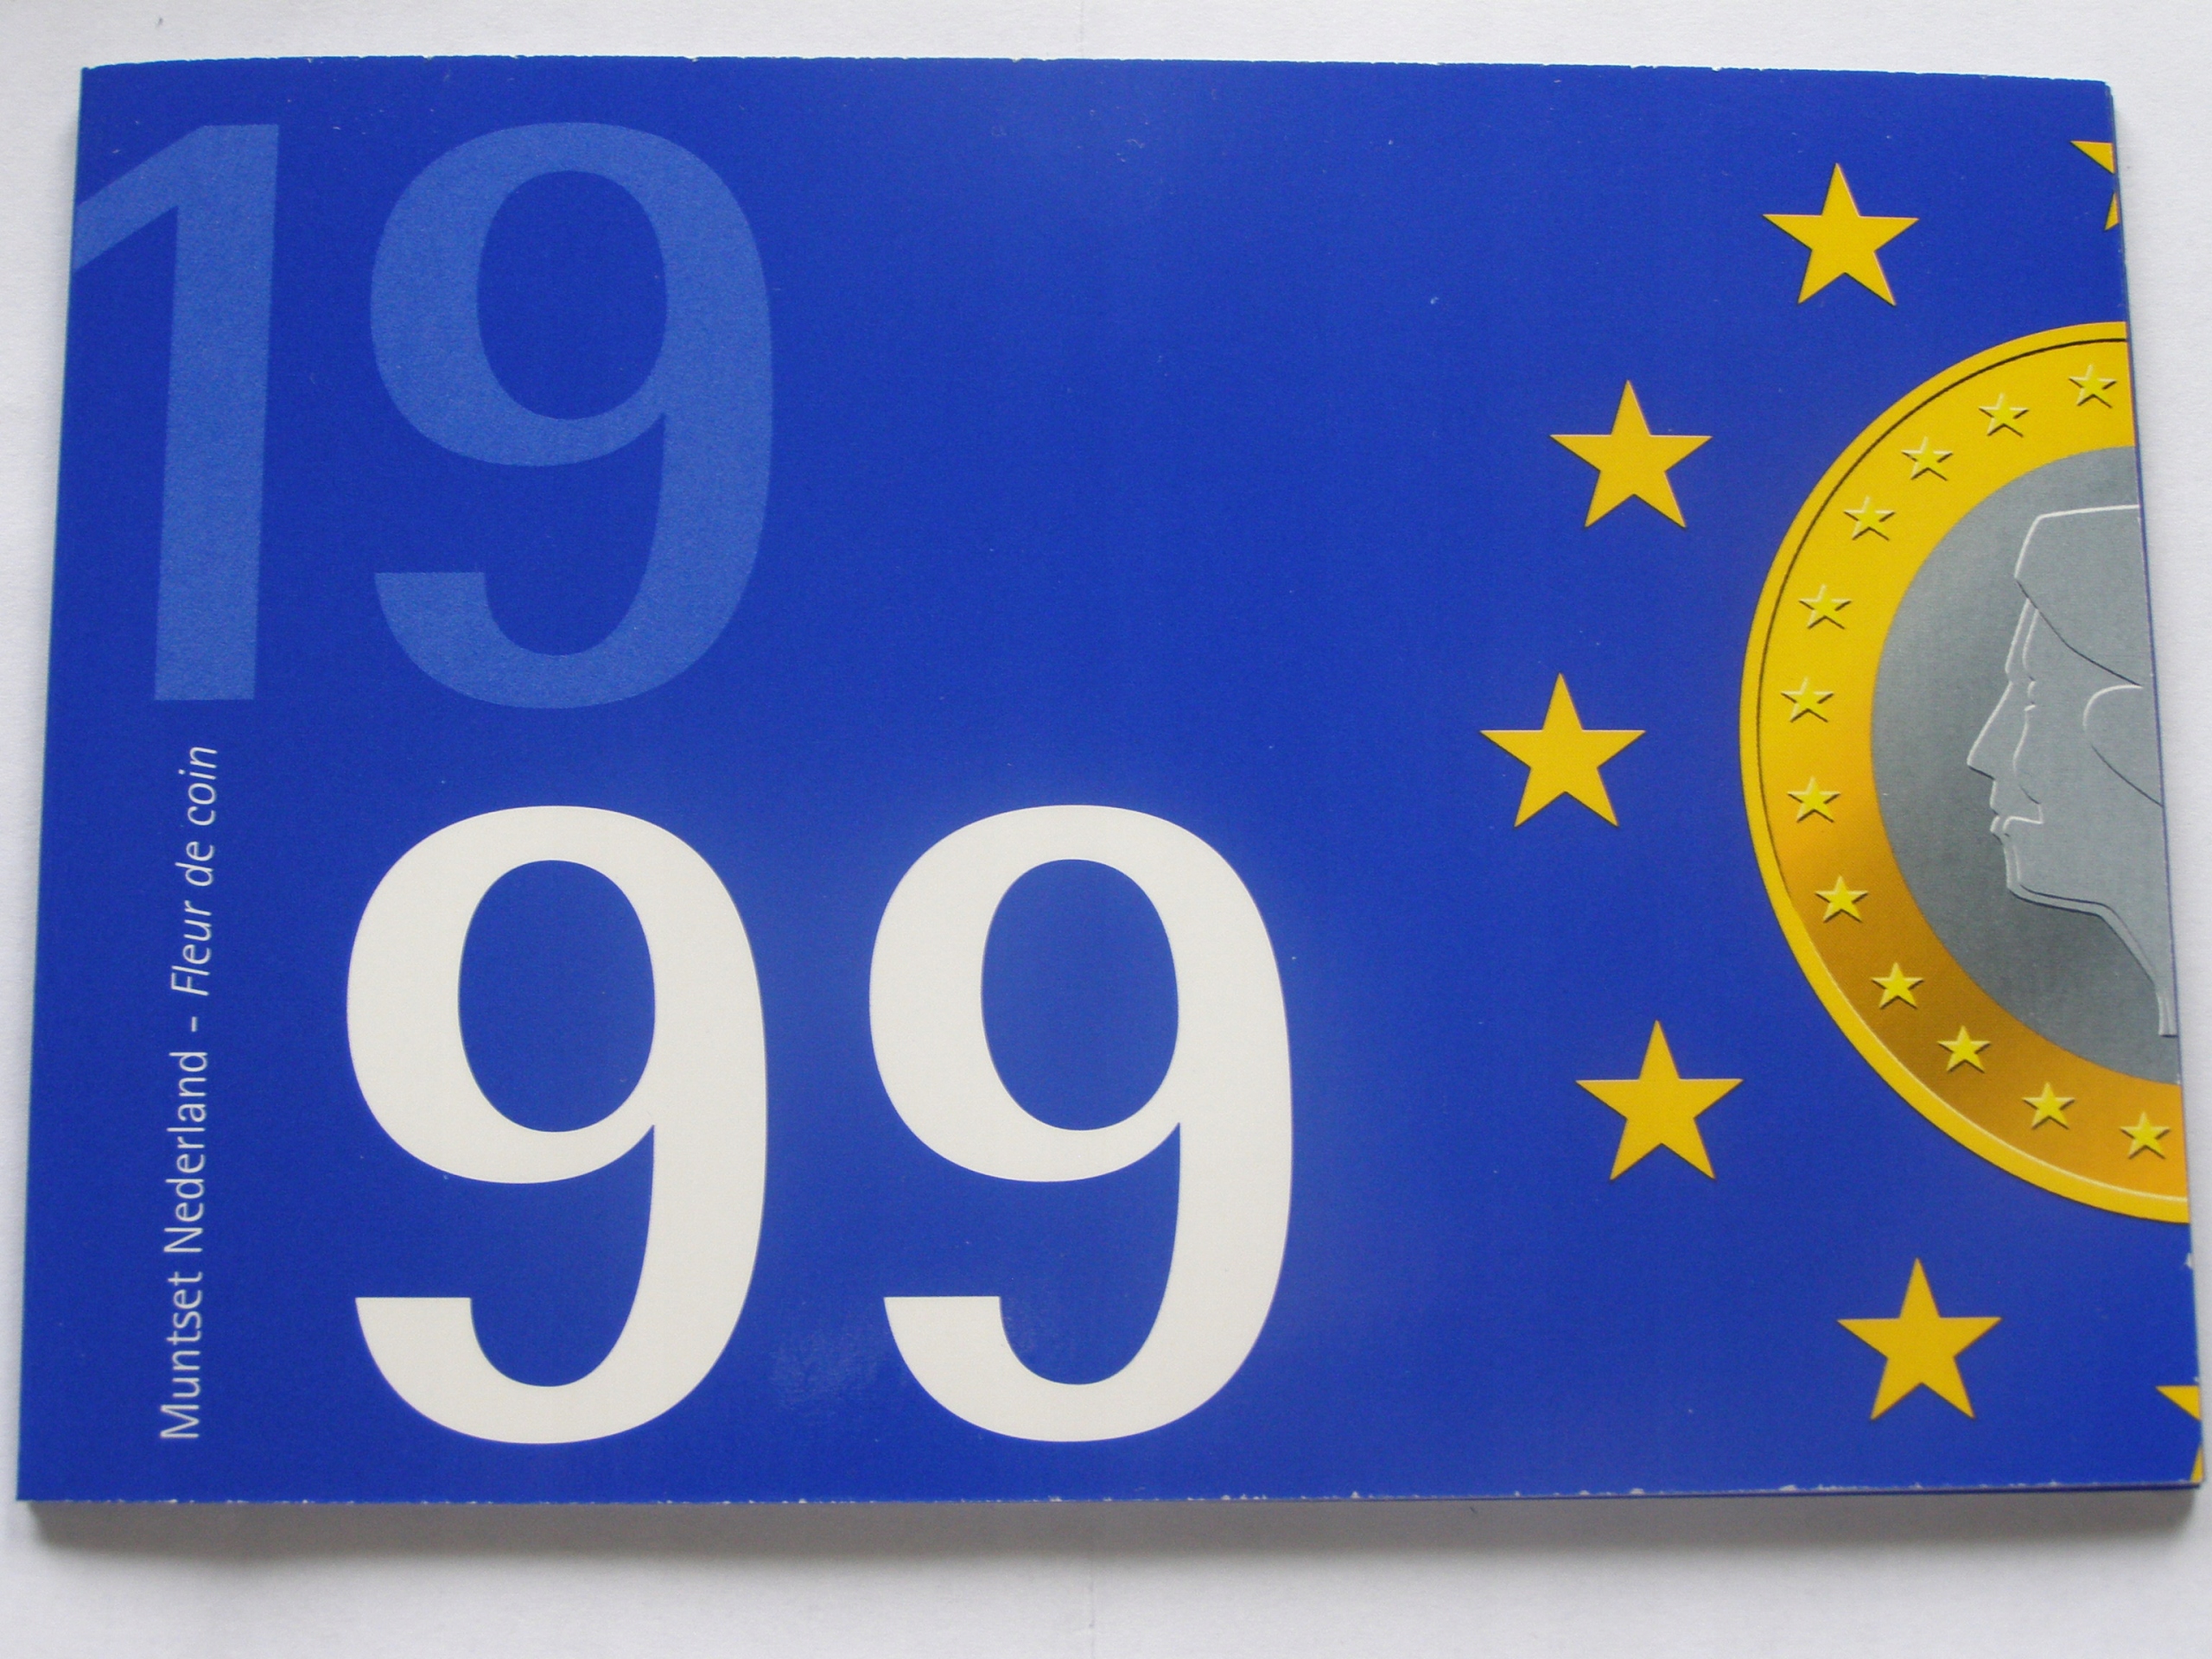 19
99
Muntset Nederland - Fleur de coin